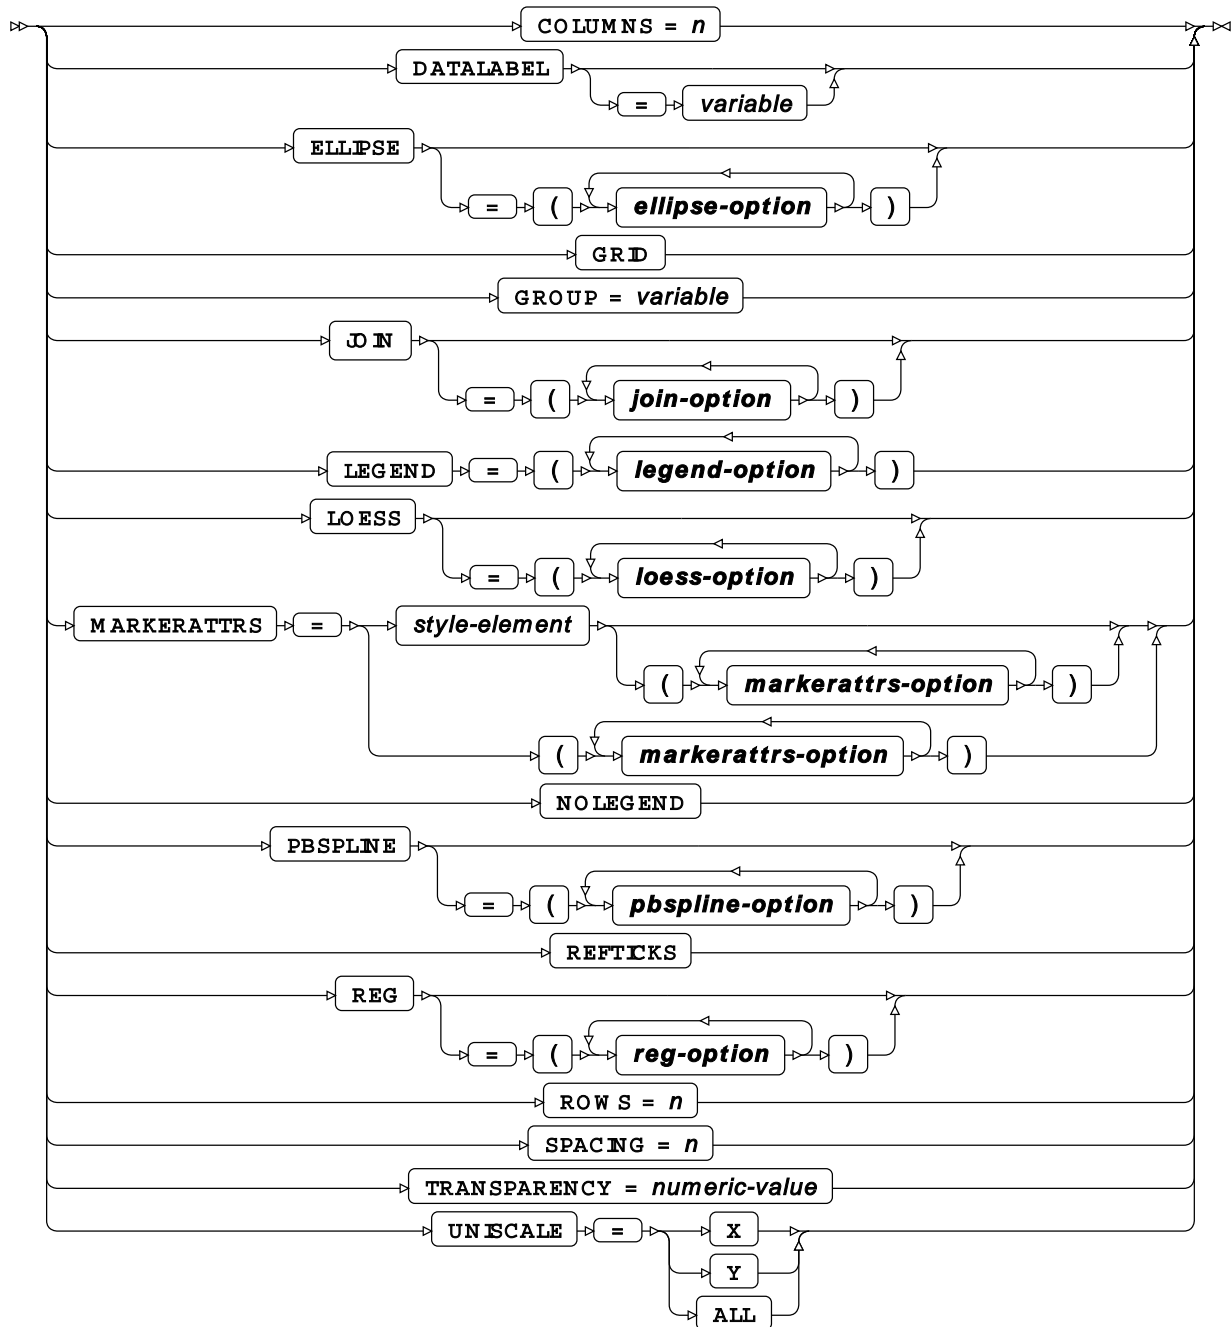 COLUMNS = n
DATALABEL
= variable
ELLIPSE
= ( ellipse-option )
GRID
GROUP = variable
JOIN
= ( join-option )
LEGEND = ( legend-option )
LOESS
= ( loess-option )
MARKERATTRS = style-element
( markerattrs-option )
( markerattrs-option )
NOLEGEND
PBSPLINE
= ( pbspline-option )
REFTICKS
REG
= ( reg-option )
ROWS = n
SPACING = n
TRANSPARENCY = numeric-value
UNISCALE = X
Y
ALL